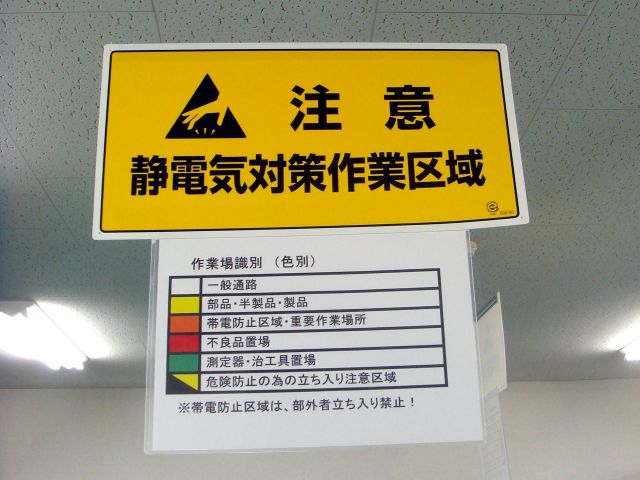 注意
静電気対策作業区域
作業場識別（色別）
一般通路
部品・半製品・製品
帯電防止区域・重要作業場所
不良品置場
測定器・治工具置場
危険防止の為の立ち入り注意区域
※帯電防止区域は、部外者立ち入り禁止！